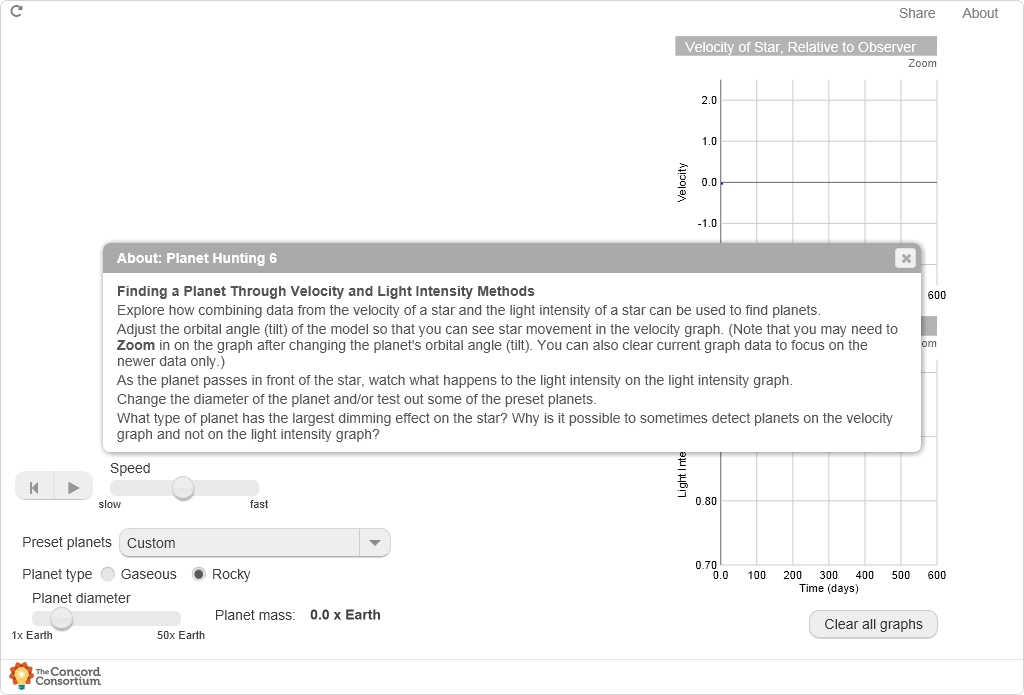 Share About
Velocity of Star, Relative to Observer
Zoom
2.0
1.0
0.0
-1.0
Velocity
600
About: Planet Hunting 6
Finding a Planet Through Velocity and Light Intensity Methods
Explore how combining data from the velocity of a star and the light intensity of a star can be used to find planets.
Adjust the orbital angle (tilt) of the model so that you can see star movement in the velocity graph. (Note that you may need to
Zoom in on the graph after changing the planet's orbital angle (tilt). You can also clear current graph data to focus on the
newer data only.)
As the planet passes in front of the star, watch what happens to the light intensity on the light intensity graph.
Change the diameter of the planet and/or test out some of the preset planets.
What type of planet has the largest dimming effect on the star? Why is it possible to sometimes detect planets on the velocity
graph and not on the light intensity graph?
om
Light Inte
0.80
0.70
0.0 100 200 300 400 500 600
Time (days)
Clear all graphs
Speed
slow fast
Preset planets Custom
Planet type Gaseous Rocky
Planet diameter
1x Earth 50x Earth
Planet mass: 0.0 x Earth
The Concord
Consortium